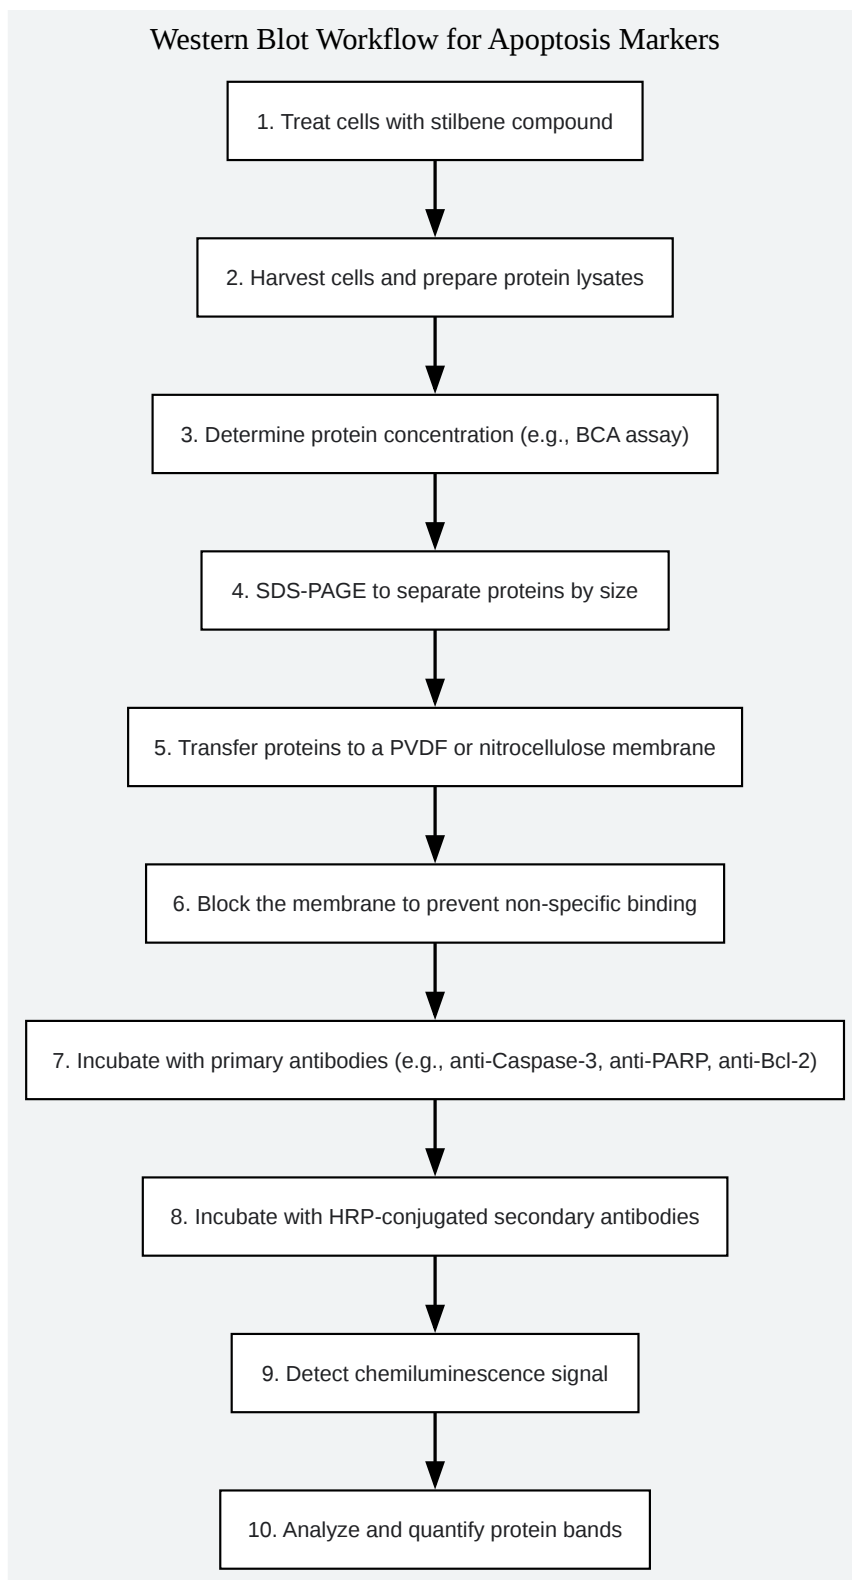 Western Blot Workflow for Apoptosis Markers
1. Treat cells with stilbene compound
2. Harvest cells and prepare protein lysates
3. Determine protein concentration (e.g., BCA assay)
4. SDS-PAGE to separate proteins by size
5. Transfer proteins to a PVDF or nitrocellulose membrane
6. Block the membrane to prevent non-specific binding
7. Incubate with primary antibodies (e.g., anti-Caspase-3, anti-PARP, anti-Bcl-2)
8. Incubate with HRP-conjugated secondary antibodies
9. Detect chemiluminescence signal
10. Analyze and quantify protein bands